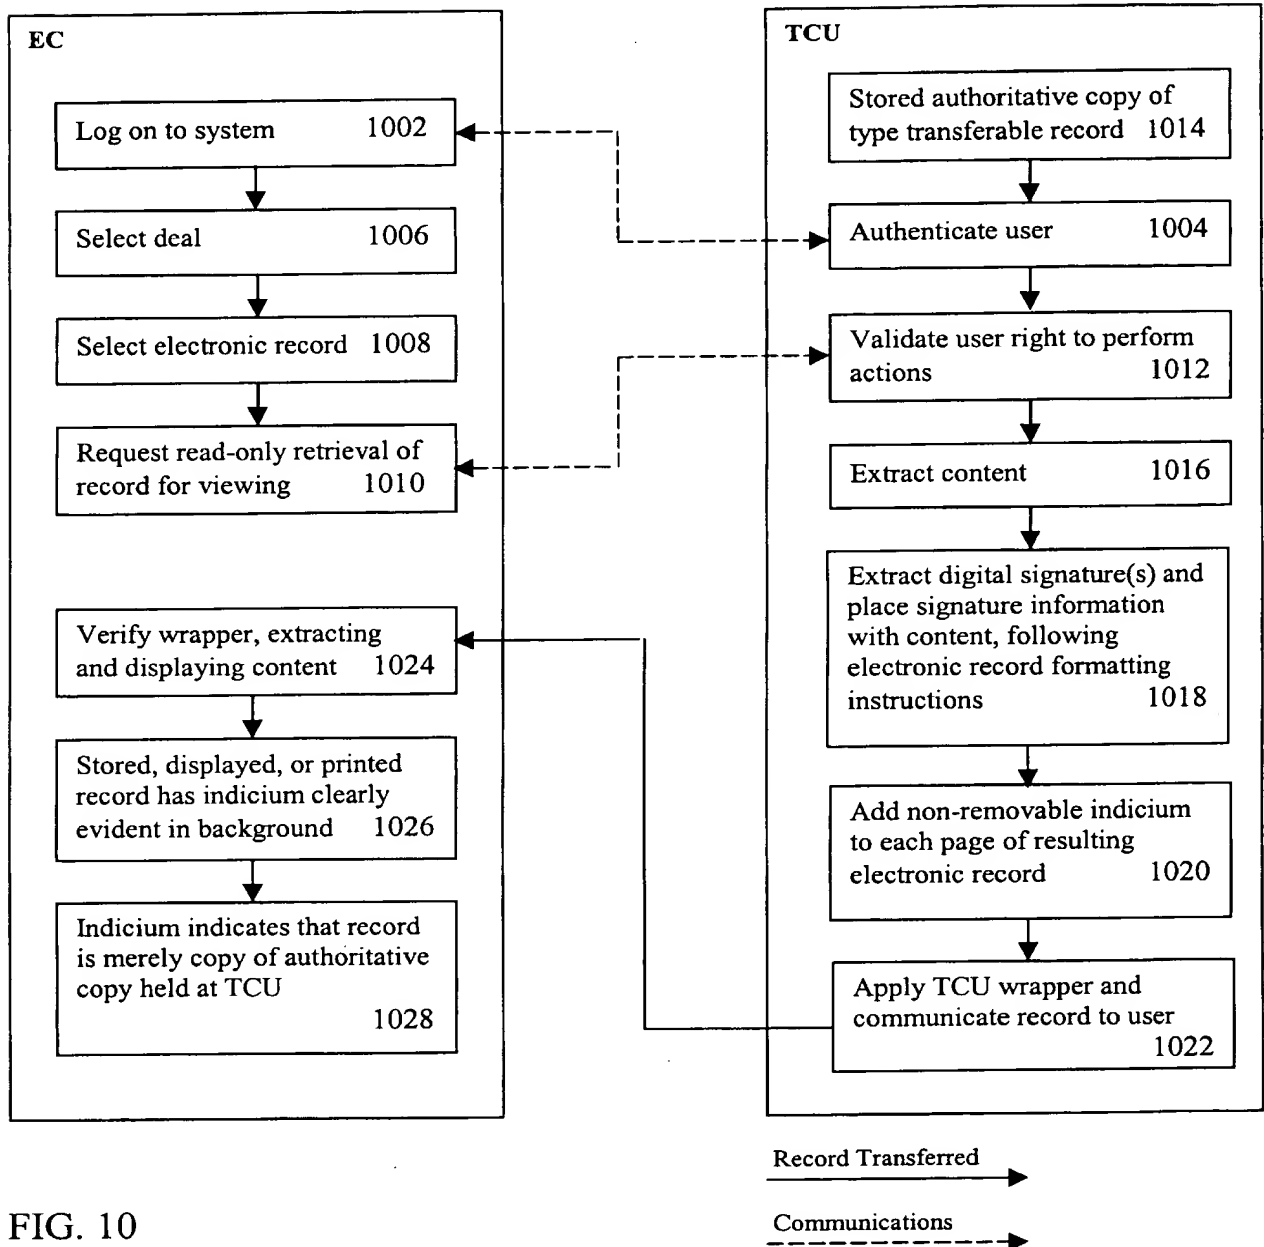 EC
Log on to system 1002
Select deal 1006
Select electronic record 1008
Request read-only retrieval of
record for viewing 1010
Verify wrapper, extracting
and displaying content 1024
Stored, displayed, or printed
record has indicium clearly
evident in background 1026
Indicium indicates that record
is merely copy of authoritative
copy held at TCU
1028
TCU
Stored authoritative copy of
type transferable record 1014
Authenticate user 1004
Validate user right to perform
actions 1012
Extract content 1016
Extract digital signature(s) and
place signature information
with content, following
electronic record formatting
instructions 1018
Add non-removable indicium
to each page of resulting
electronic record 1020
Apply TCU wrapper and
communicate record to user
1022
Record Transferred
Communications
FIG. 10